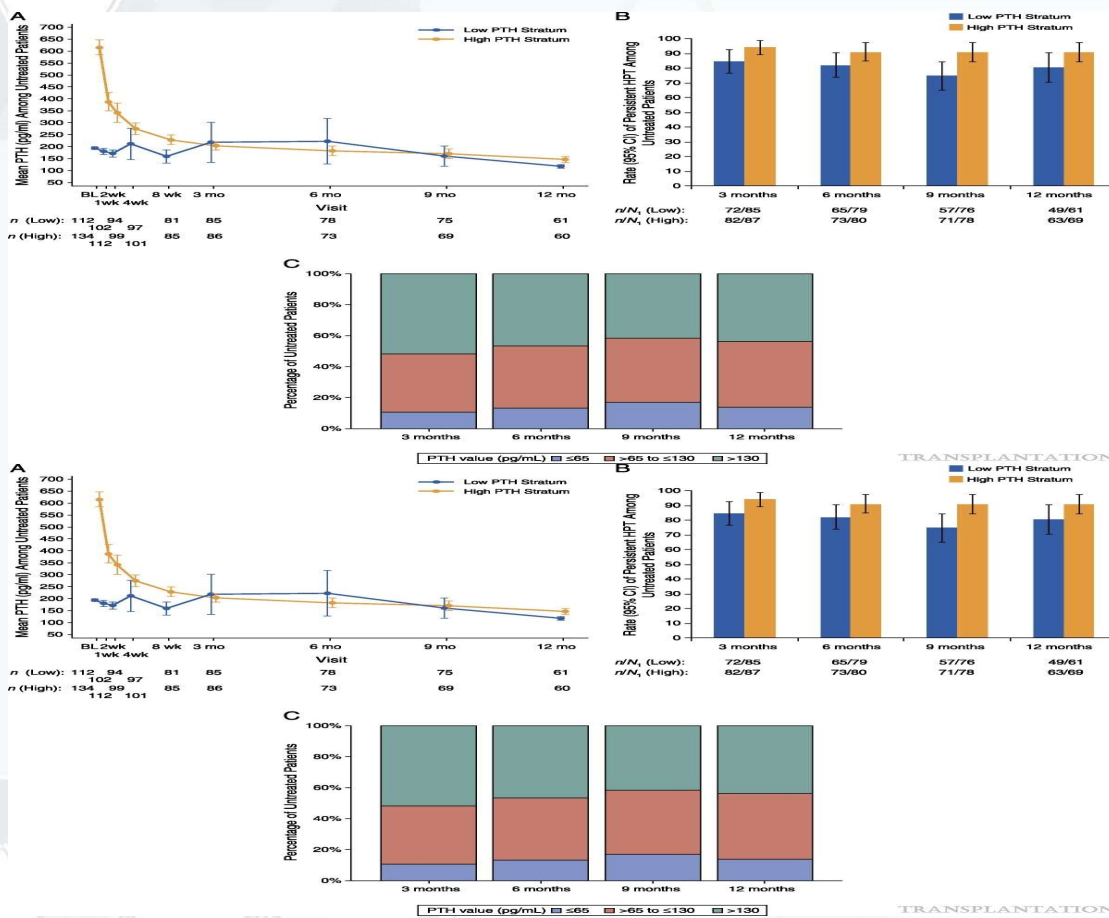 A
Low PTH Stratum
High PTH Stratum
Mean PTH (pg/ml) Among Untreated Patients
700
650
600
550
500
450
400
350
300
250
200
150
100
50
BL 2wk 8 wk 3 mo 6 mo 9 mo 12 mo
1wk 4wk
Visit
n (Low): 112 94 81 85 78 75 61
102 97
n (High): 134 99 85 86 73 69 60
112 101
B
Low PTH Stratum
High PTH Stratum
Rate (95% CI) of Persistent HPT Among
Untreated Patients
100
90
80
70
60
50
40
30
20
10
0
3 months 6 months 9 months 12 months
n/N₁ (Low): 72/85 65/79 57/76 49/61
n/N₁ (High): 82/87 73/80 71/78 63/69
C
Percentage of Untreated Patients
100%
80%
60%
40%
20%
0%
3 months 6 months 9 months 12 months
PTH value (pg/mL) ≤65 >65 to ≤130 >130
TRANSPLANTATION
A
Low PTH Stratum
High PTH Stratum
Mean PTH (pg/ml) Among Untreated Patients
700
650
600
550
500
450
400
350
300
250
200
150
100
50
BL 2wk 8 wk 3 mo 6 mo 9 mo 12 mo
1wk 4wk
Visit
n (Low): 112 94 81 85 78 75 61
102 97
n (High): 134 99 85 86 73 69 60
112 101
B
Low PTH Stratum
High PTH Stratum
Rate (95% CI) of Persistent HPT Among
Untreated Patients
100
90
80
70
60
50
40
30
20
10
0
3 months 6 months 9 months 12 months
n/N₁ (Low): 72/85 65/79 57/76 49/61
n/N₁ (High): 82/87 73/80 71/78 63/69
C
Percentage of Untreated Patients
100%
80%
60%
40%
20%
0%
3 months 6 months 9 months 12 months
PTH value (pg/mL) ≤65 >65 to ≤130 >130
TRANSPLANTATION